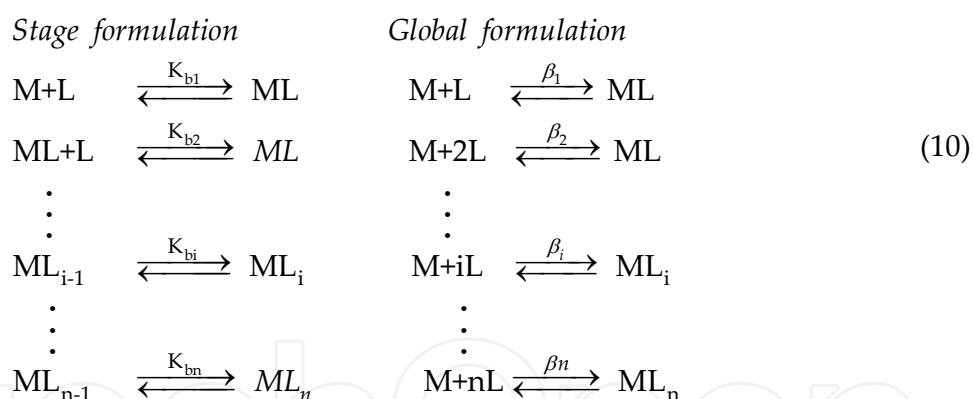 Stage formulation Global formulation
M+L K_b1 ⇌ ML M+L β_1 ⇌ ML
ML+L K_b2 ⇌ ML M+2L β_2 ⇌ ML (10)
⋮ ⋮
ML_i-1 K_bi ⇌ ML_i M+iL β_i ⇌ ML_i
⋮ ⋮
ML_n-1 K_bn ⇌ ML_n M+nL βn ⇌ ML_n